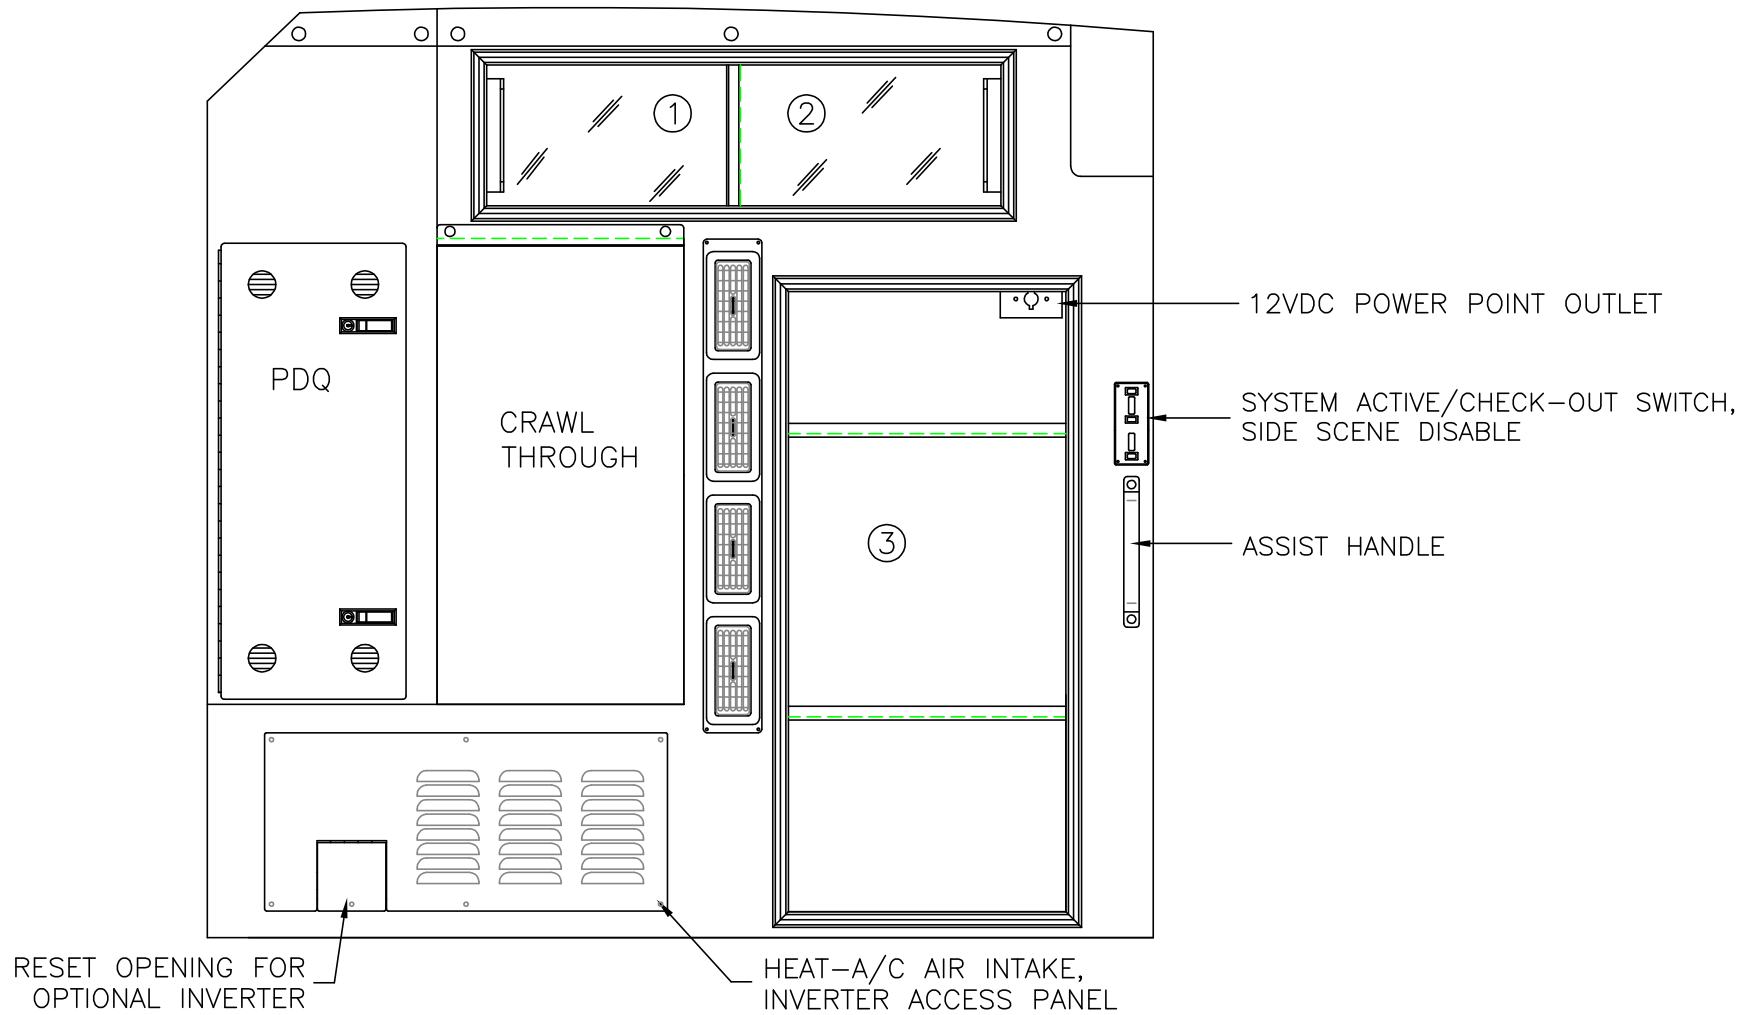 1
2
12VDC POWER POINT OUTLET
PDQ
SYSTEM ACTIVE/CHECK-OUT SWITCH,
SIDE SCENE DISABLE
CRAWL
THROUGH
3
ASSIST HANDLE
RESET OPENING FOR
OPTIONAL INVERTER
HEAT-A/C AIR INTAKE,
INVERTER ACCESS PANEL